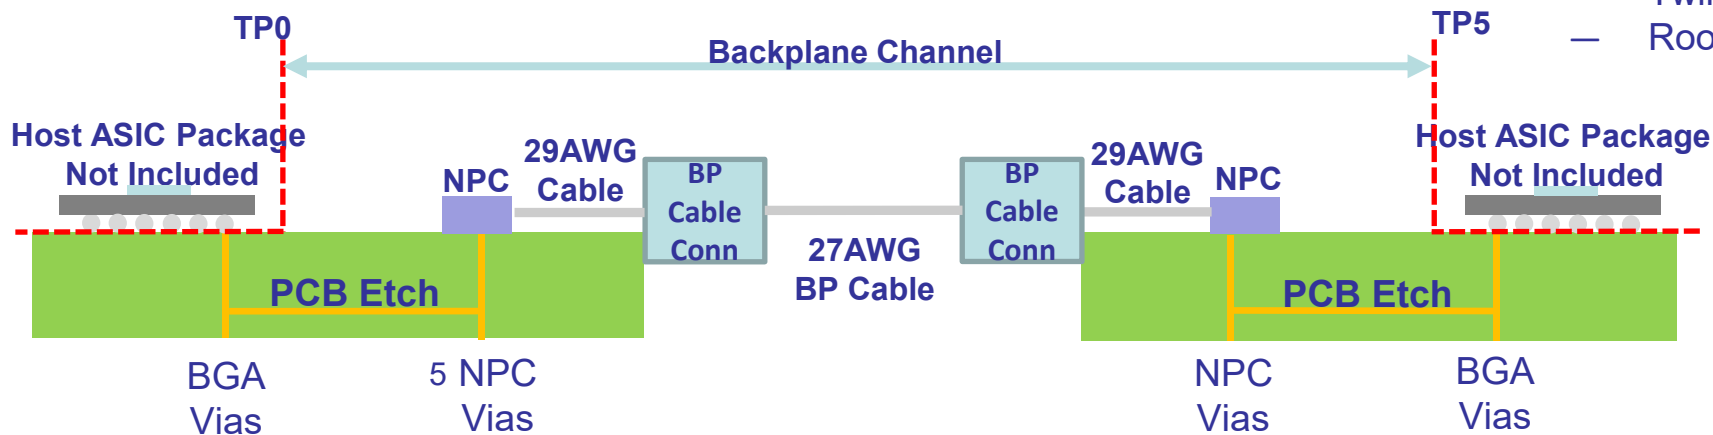 TP0
Backplane Channel
TP5
—
Host ASIC Package
Not Included
29AWG
Cable
NPC
BP
Cable
Conn
27AWG
BP Cable
BP
Cable
Conn
29AWG
Cable
NPC
Host ASIC Package
Not Included
PCB Etch
PCB Etch
BGA
Vias
5 NPC
Vias
NPC
Vias
BGA
Vias